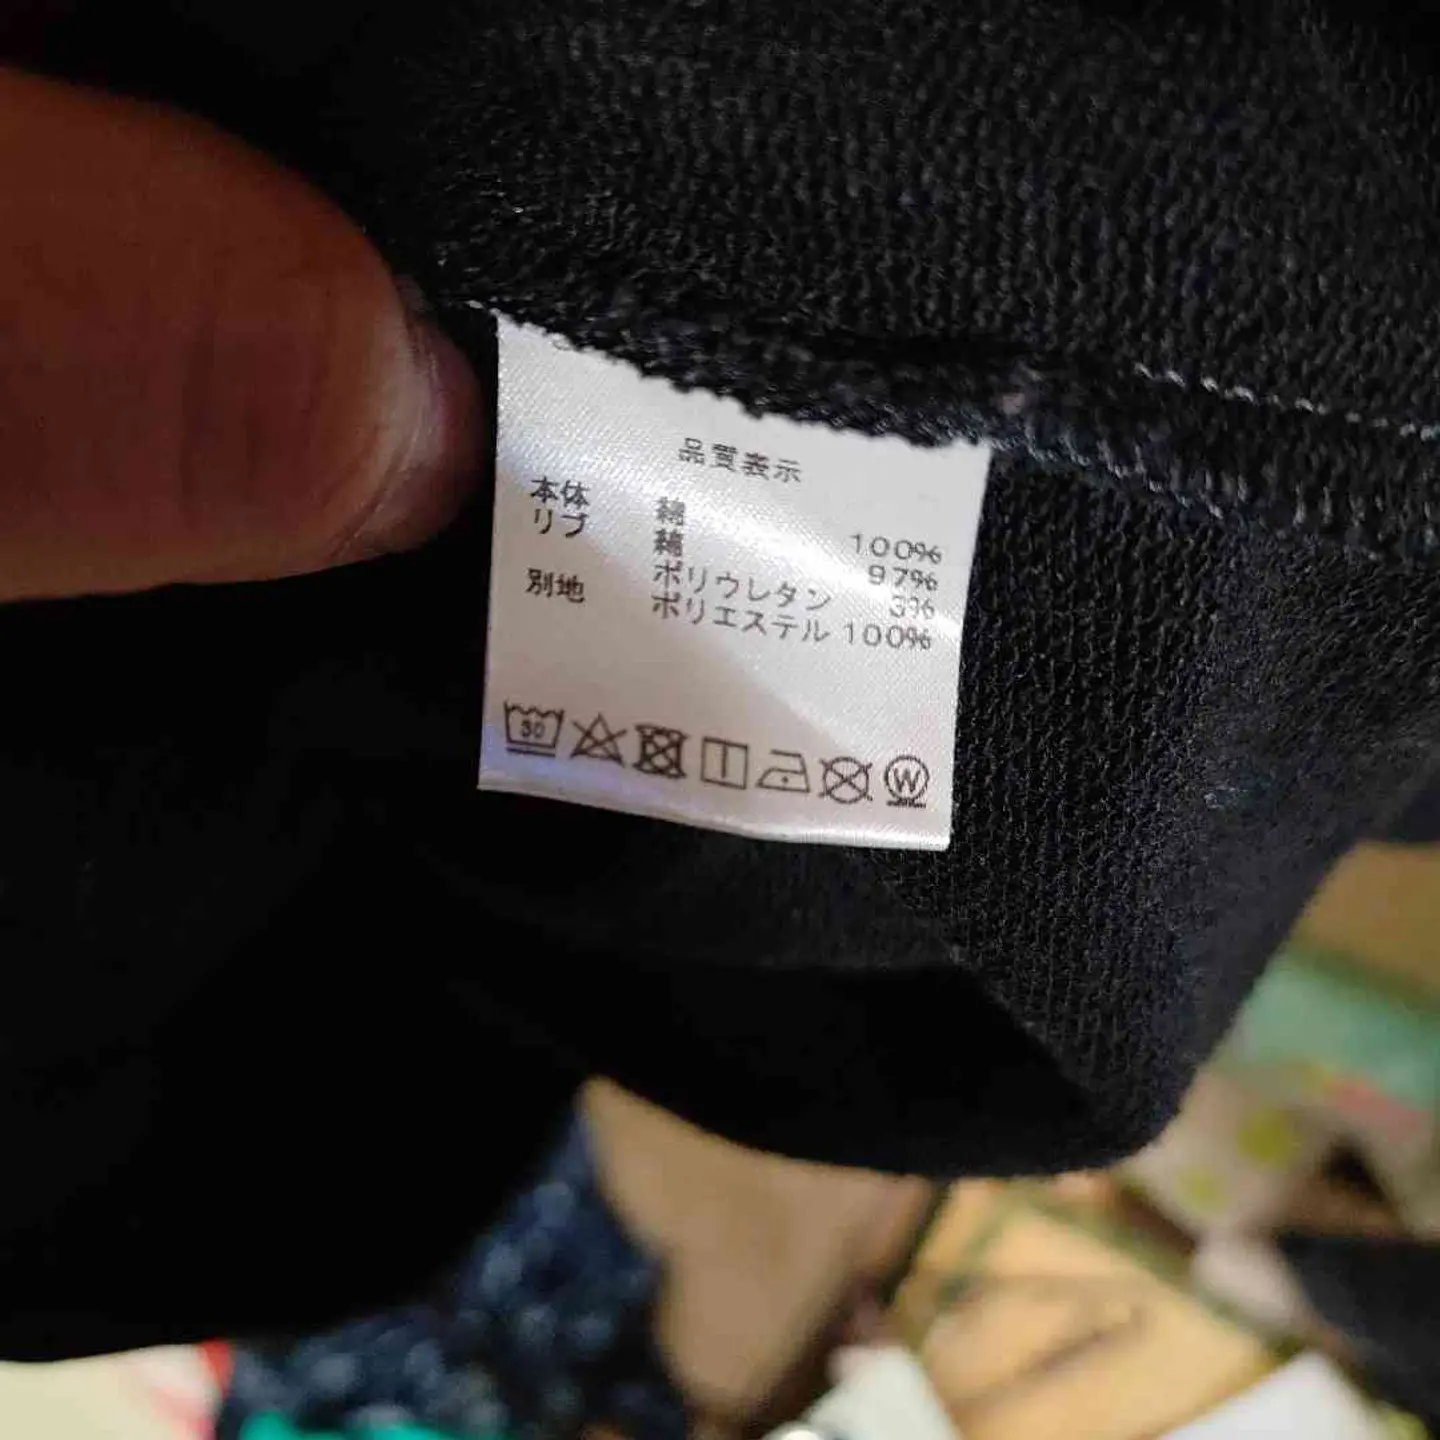 品質表示
本体 綿 100%
リブ 綿 97%
ポリウレタン 3%
別地 ポリエステル 100%
30
W